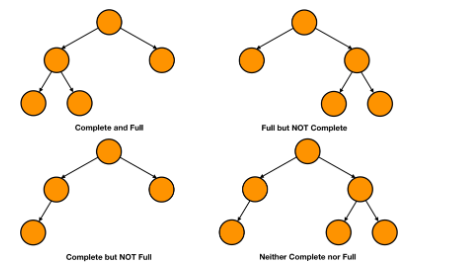 Complete and Full
Full but NOT Complete
Complete but NOT Full
Neither Complete nor Full